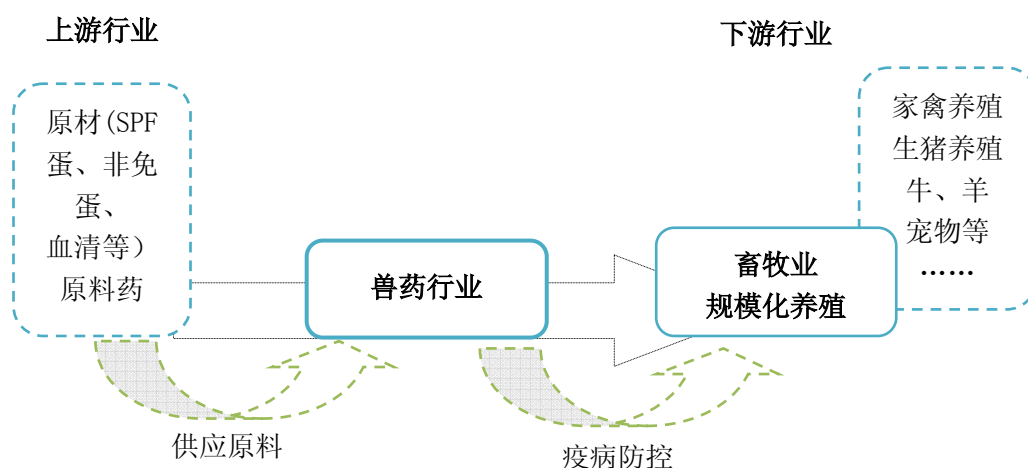 上游行业
下游行业
原材(SPF
蛋、非免
蛋、
血清等）
原料药
兽药行业
畜牧业
规模化养殖
家禽养殖
生猪养殖
牛、羊
宠物等
……
供应原料
疫病防控